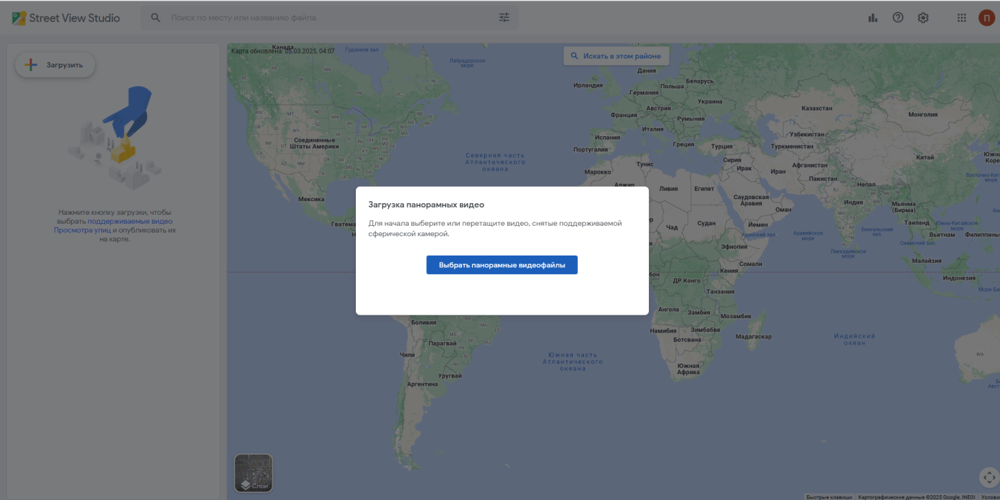 Street View Studio
Поиск по месту или названию файла
П
Загрузить
Нажмите кнопку загрузки, чтобы
выбрать поддерживаемые видео
Просмотра улиц и опубликовать их
на карте.
Карта обновлена: 05.03.2025, 04:07
Канада
Гудзонов зал.
Лабрадорское
море
Искать в этом районе
Дания
Ирландия
Польша
Беларусь
Германия
Украина
Австрия
Франция
Румыния
Казахстан
Монголия
Италия
Испания
Узбекистан
Португалия
Греция
Турция
Туркменистан
Соединенные
Штаты Америки
Северная часть
Атлантического
океана
Сирия
Ирак
Иран
Афганистан
Китай
Тунис
Марокко
Пакистан
Непал
Алжир
Ливия
Египет
Мексика
Саудовская
Аравия
Оман
Индия
Мьянма
(Бирма)
Загрузка панорамных видео
Для начала выберите или перетащите видео, снятые поддерживаемой
сферической камерой.
Выбрать панорамные видеофайлы
Чад
Судан
Йемен
Аденский зал.
Аравийское
море
Бенгальский
зал.
Таиланд
Южно-Китайское
море
Вьетнам
Филиппины
Сиамский зал.
Эфиопия
Лаккадивское
море
Сомали
Кения
Малайзия
ДР Конго
Индонезия
Танзания
Ангола
Замбия
Мозамбик
Намибия
Зимбабве
Ботсвана
Мадагаскар
Индийский
океан
Южная
Африка
Боливия
Парагвай
Чили
Уругвай
Аргентина
Южная часть
Атлантического
океана
WA
Слои
Быстрые клавиши
Картографические данные ©2025 Google, INEGI